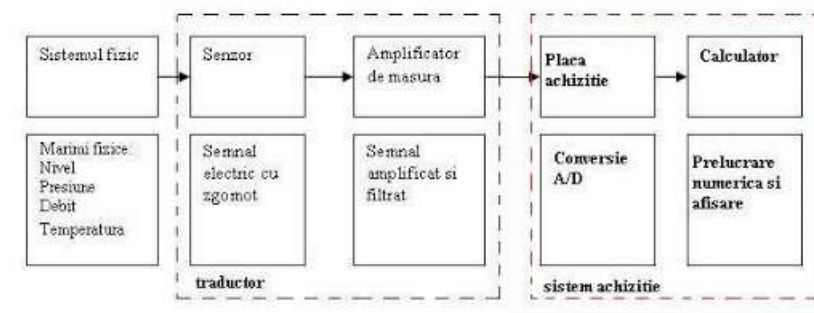 Sistemul fizic
Senzor
Amplificator
de masura
Placa
achizitie
Calculator
Marimi fizice:
Nivel
Presiune
Debit
Temperatura
Semnal
electric cu
zgomot
Semnal
amplificat si
filtrat
Conversie
A/D
Prelucrare
numerica si
afisare
traductor
sistem achizitie